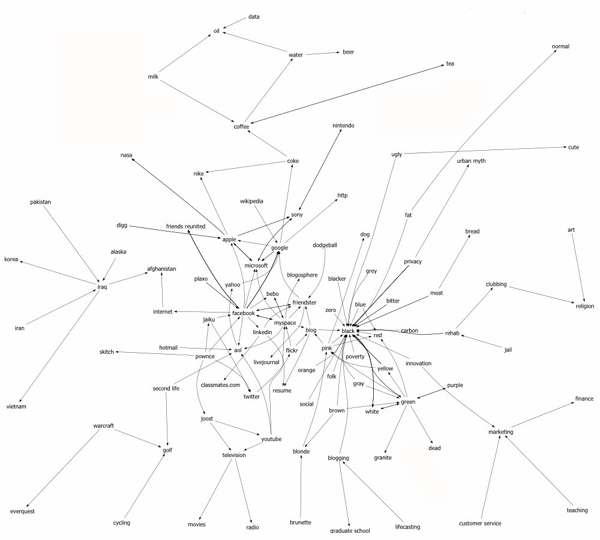 data
oil
normal
water
beer
tea
milk
coffee
nintendo
cute
nasa
ugly
urban myth
coke
nike
pakistan
wikipedia
http
sony
fat
digg
friends reunited
apple
google
dog
bread
art
dodgeball
alaska
korea
microsoft
privacy
afghanistan
blogosphere
grey
plaxo
yahoo
blacker
iraq
clubbing
bebo
meat
friendster
blue
bitter
religion
internet
facebook
zero
jaiku
myspace
iran
linkedin
blog
black
carbon
rehab
red
hotmail
aol
flickr
pink
jail
skitch
pownce
poverty
livejournal
innovation
orange
yellow
folk
classmates.com
resume
gray
purple
second life
twitter
social
green
finance
vietnam
brown
white
joost
warcraft
marketing
youtube
golf
television
blonde
blogging
granite
dead
everquest
cycling
movies
radio
brunette
graduate school
lifecasting
customer service
teaching